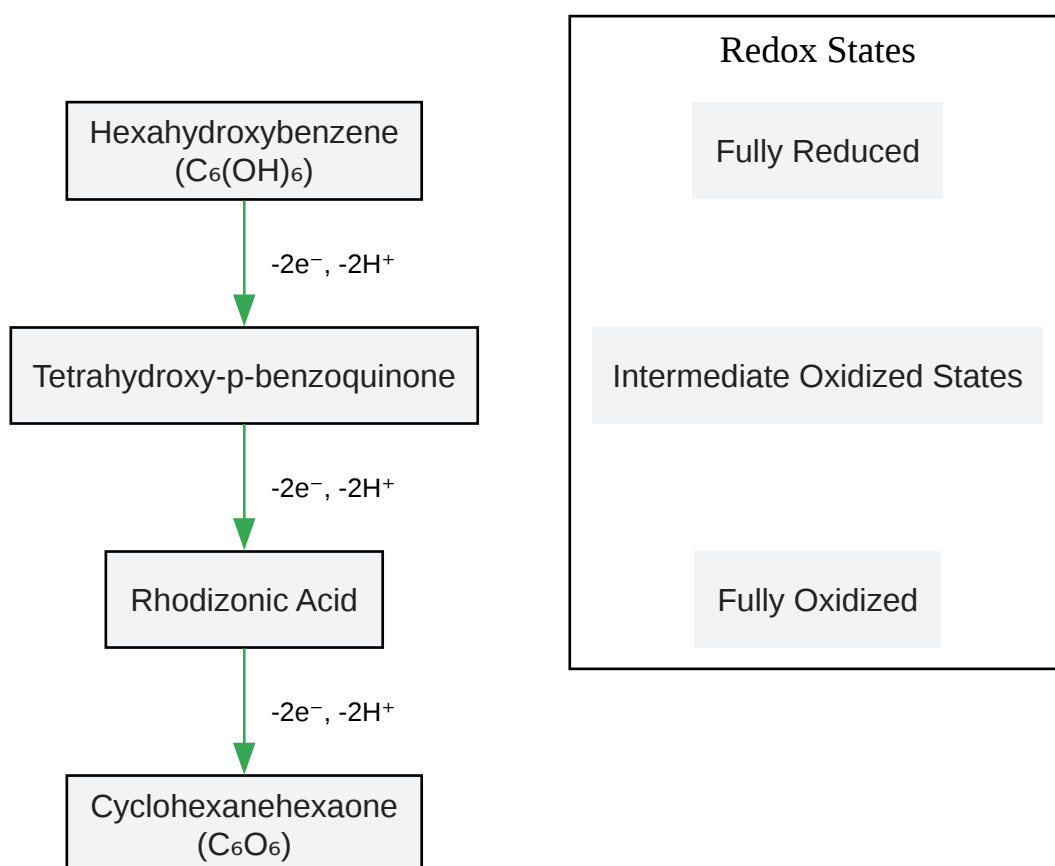 Hexahydroxybenzene
(C₆(OH)₆)
-2e⁻, -2H⁺
Tetrahydroxy-p-benzoquinone
-2e⁻, -2H⁺
Rhodizonic Acid
-2e⁻, -2H⁺
Cyclohexanehexaone
(C₆O₆)
Redox States
Fully Reduced
Intermediate Oxidized States
Fully Oxidized